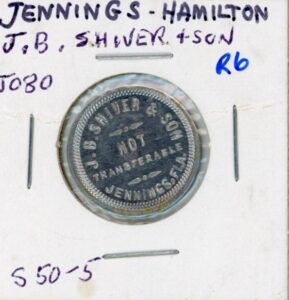 JENNINGS - HAMILTON
J. B. SHIVER & SON
R6
J080
J.B. SHIVER & SON
NOT
TRANSFERABLE
JENNINGS, FLA.
S 50-5